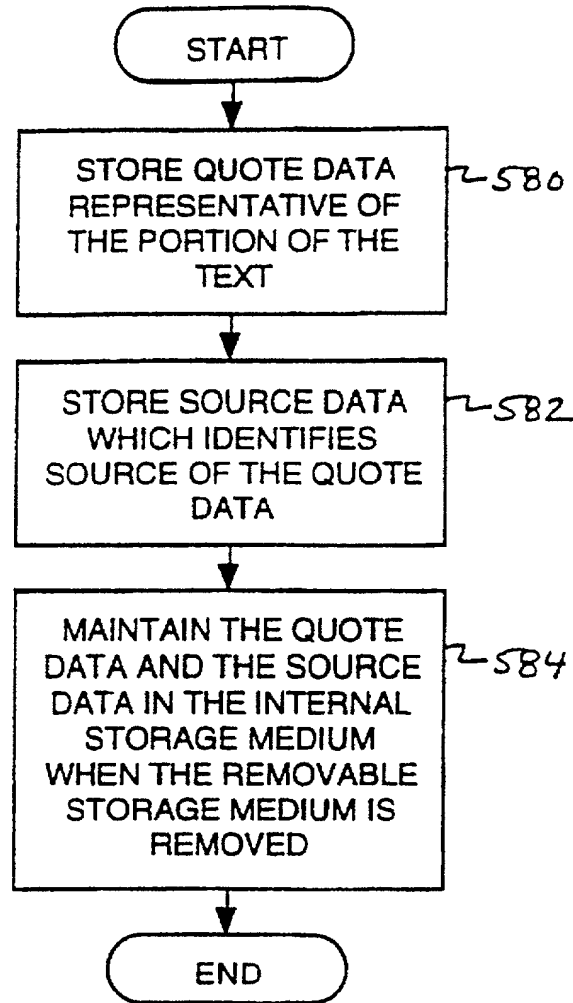 START
STORE QUOTE DATA
REPRESENTATIVE OF
THE PORTION OF THE
TEXT
580
STORE SOURCE DATA
WHICH IDENTIFIES
SOURCE OF THE QUOTE
DATA
582
MAINTAIN THE QUOTE
DATA AND THE SOURCE
DATA IN THE INTERNAL
STORAGE MEDIUM
WHEN THE REMOVABLE
STORAGE MEDIUM IS
REMOVED
584
END